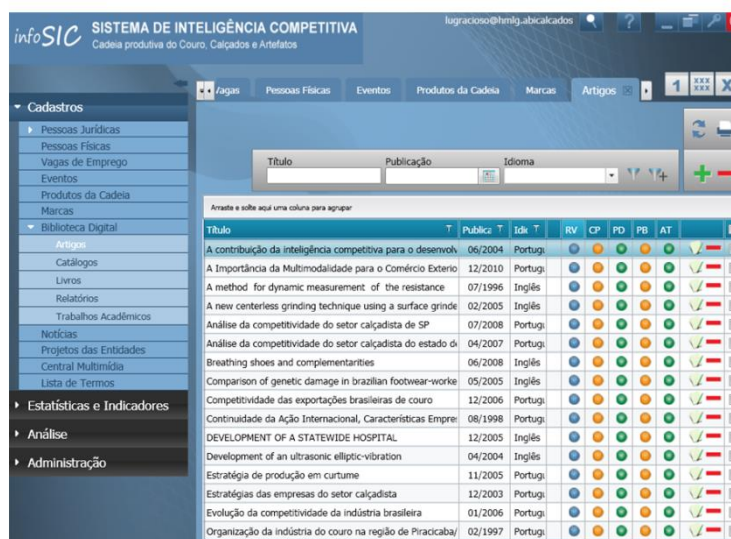 infoSIC
SISTEMA DE INTELIGÊNCIA COMPETITIVA
Cadeia produtiva do Couro, Calçados e Artefatos
lugracioso@hmlg.abicalcados
?
Vagas Pessoas Físicas Eventos Produtos da Cadeia Marcas Artigos
1 XXX XXX X
Cadastros
Pessoas Jurídicas
Pessoas Físicas
Vagas de Emprego
Eventos
Produtos da Cadeia
Marcas
Biblioteca Digital
Artigos
Catálogos
Livros
Relatórios
Trabalhos Acadêmicos
Notícias
Projetos das Entidades
Central Multimídia
Lista de Termos
Estatísticas e Indicadores
Análise
Administração
Título Publicação Idioma
Arraste e solte aqui uma coluna para agrupar
Título Publica Idic RV CP PD PB AT
A contribuição da inteligência competitiva para o desenvolv 06/2004 Portugu
A Importância da Multimodalidade para o Comércio Exterio 12/2010 Portugu
A method for dynamic measurement of the resistance 07/1996 Inglês
A new centerless grinding technique using a surface grinde 02/2005 Inglês
Análise da competitividade do setor calçadista de SP 07/2008 Portugu
Análise da competitividade do setor calçadista do estado de 04/2007 Portugu
Breathing shoes and complementarities 06/2008 Inglês
Comparison of genetic damage in brazilian footwear-worke 05/2005 Inglês
Competitividade das exportações brasileiras de couro 12/2006 Portugu
Continuidade da Ação Internacional, Características Empre 08/1998 Portugu
DEVELOPMENT OF A STATEWIDE HOSPITAL 12/2005 Inglês
Development of an ultrasonic elliptic-vibration 04/2004 Inglês
Estratégia de produção em curtume 11/2005 Portugu
Estratégias das empresas do setor calçadista 12/2003 Portugu
Evolução da competitividade da indústria brasileira 01/2006 Portugu
Organização da indústria do couro na região de Piracicaba/ 02/1997 Portugu